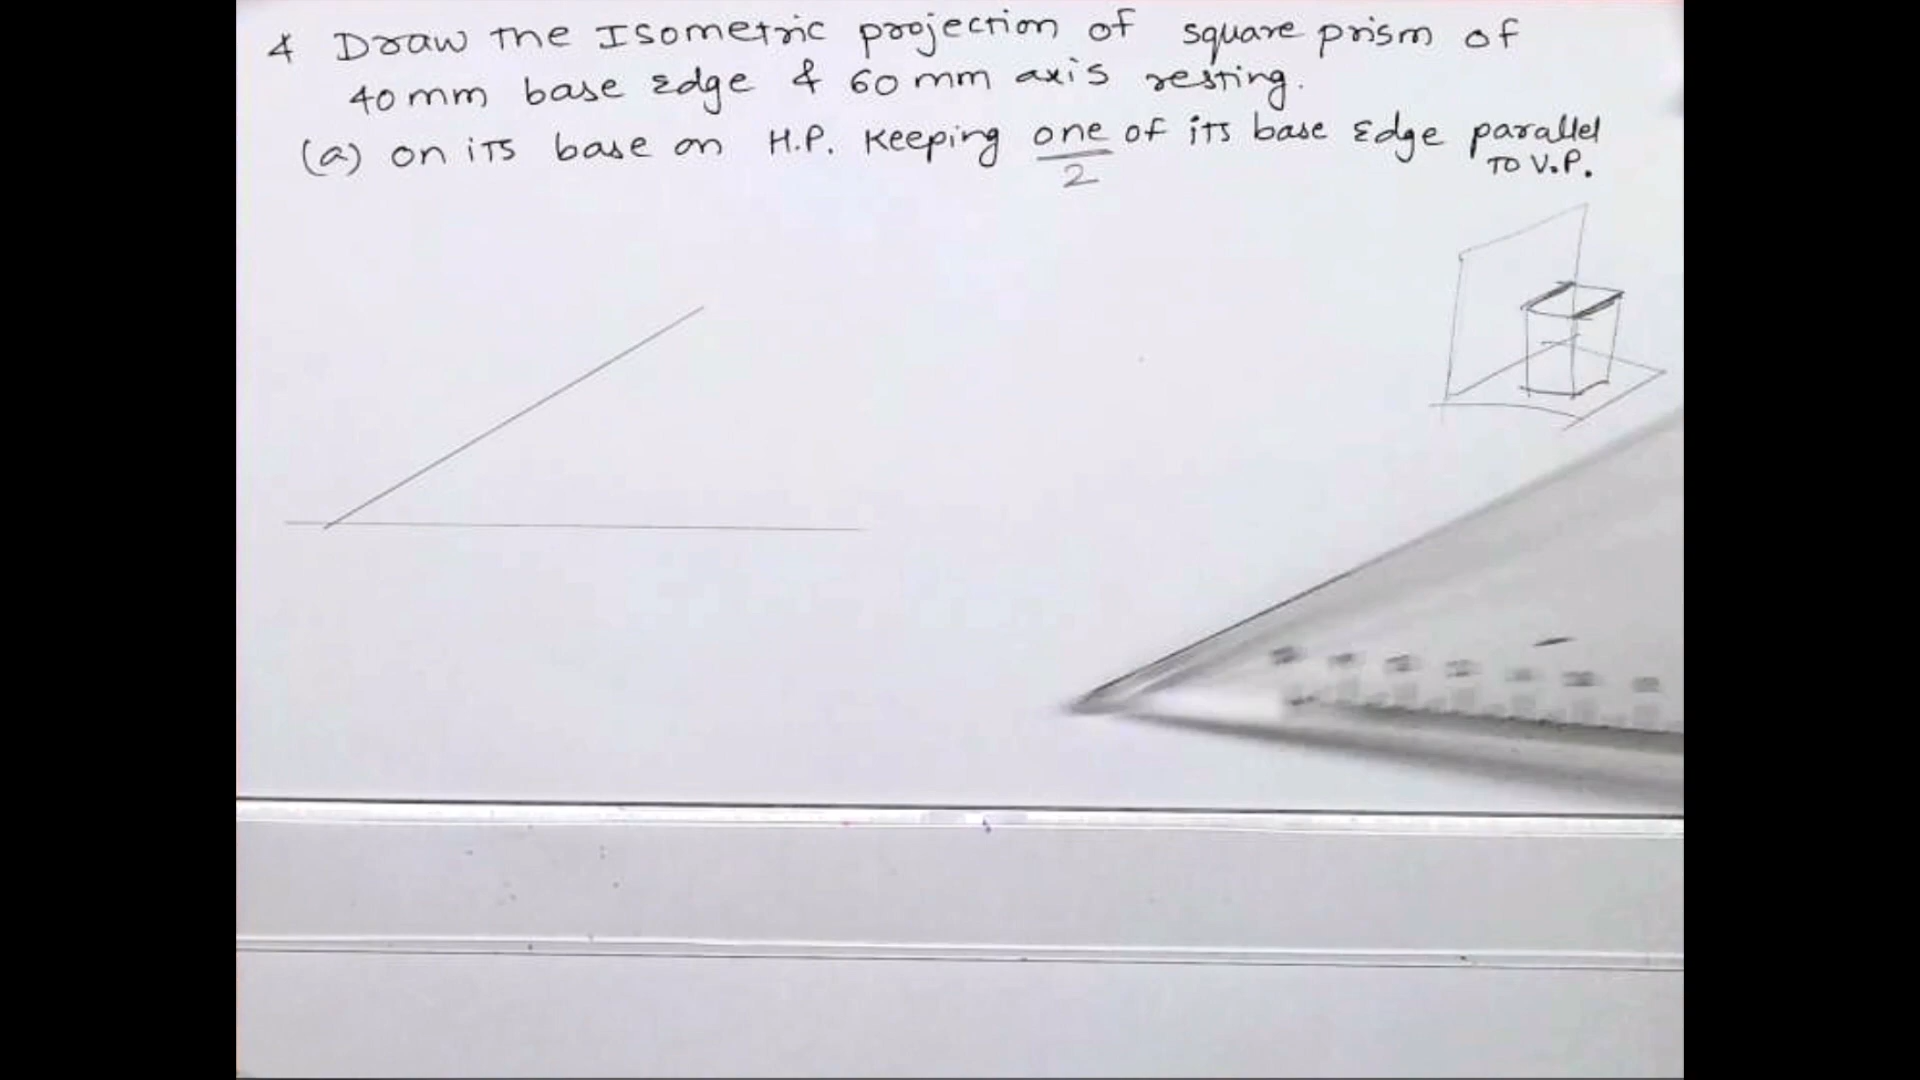 4 Draw the Isometric projection of square prism of
40 mm base Edge & 60 mm axis resting.
(a) on iTs base on H.P. Keeping one of iTs base Edge parallel
TO V.P.
2